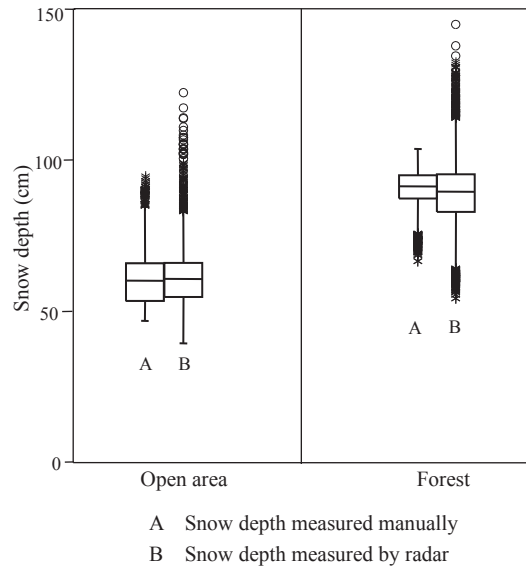 150
100
50
0
Snow depth (cm)
A B
A B
Open area Forest
A Snow depth measured manually
B Snow depth measured by radar